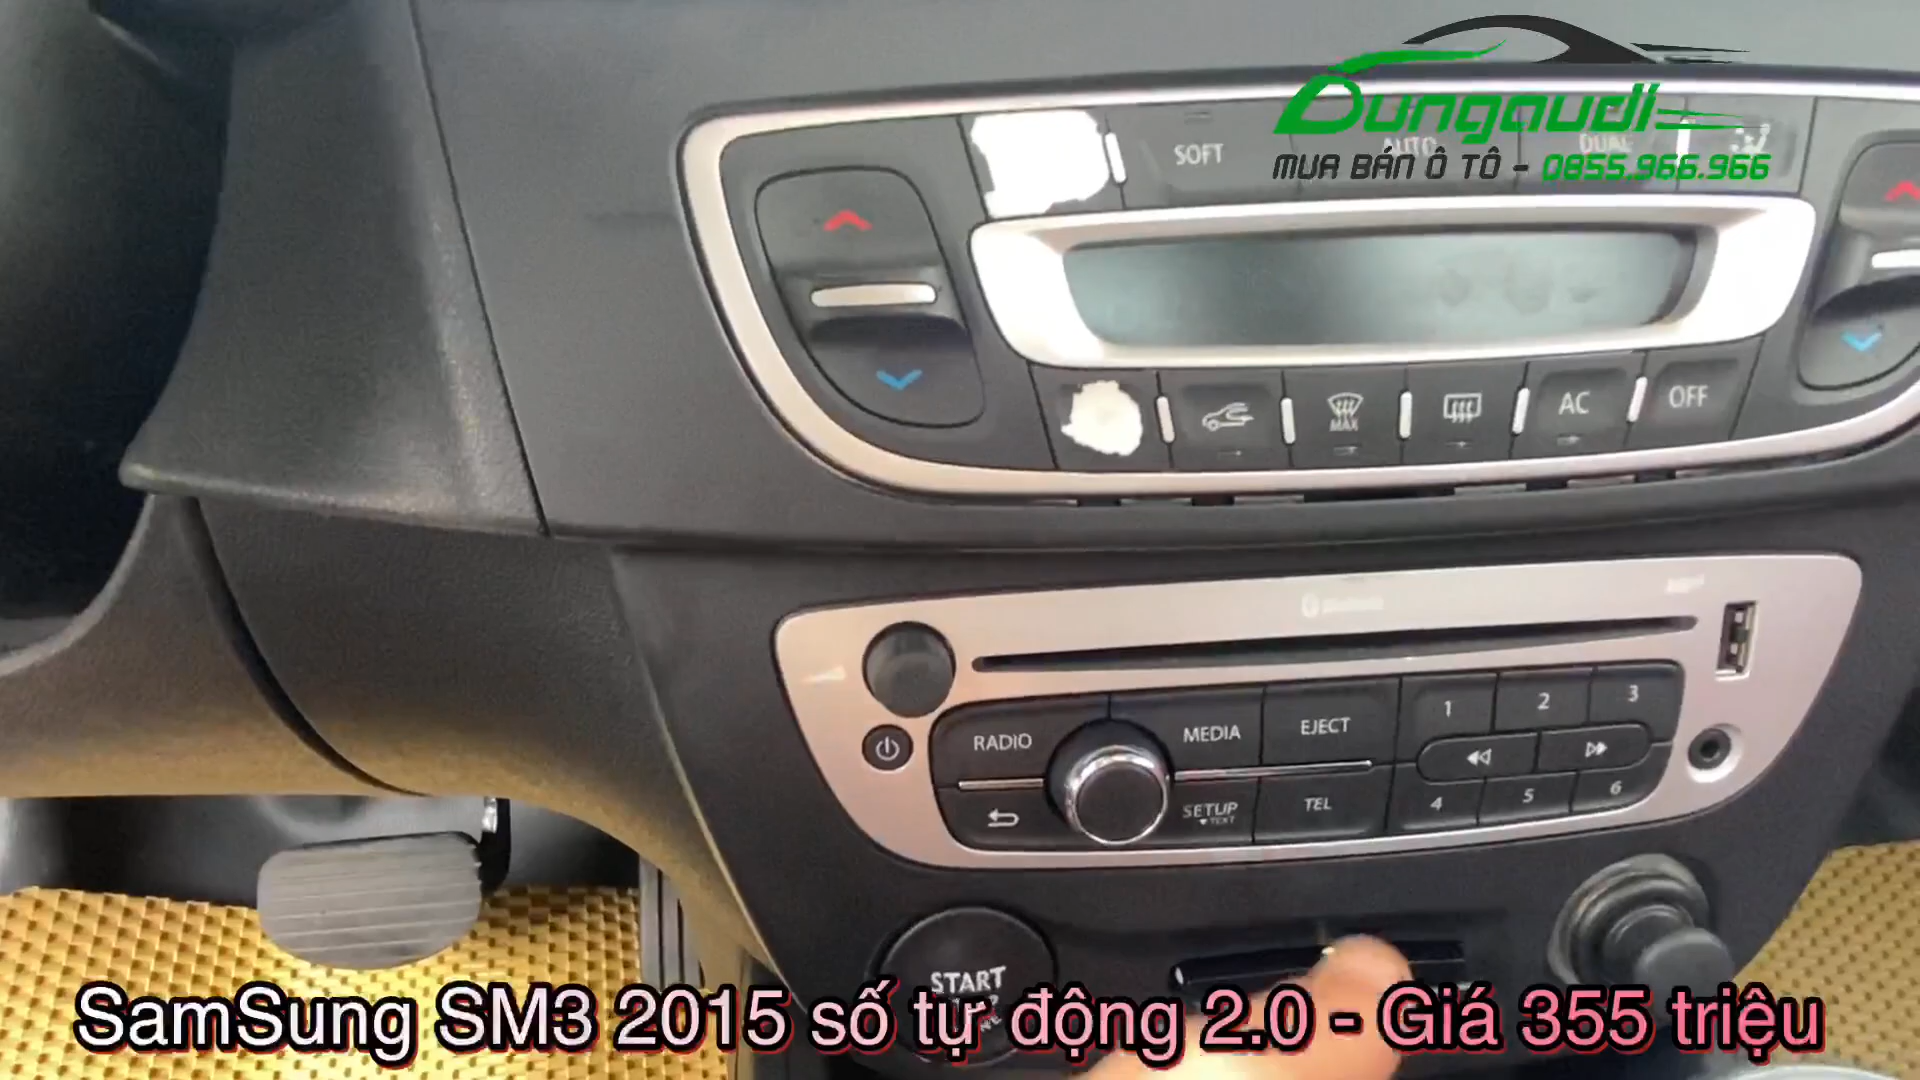 Dungaudi
MUA BÁN Ô TÔ - 0855.966.966
SOFT
AUTO
DUAL
MAX
AC
OFF
RADIO
MEDIA
EJECT
1
2
3
SETUP
TEXT
TEL
4
5
6
START
SamSung SM3 2015 số tự động 2.0 - Giá 355 triệu